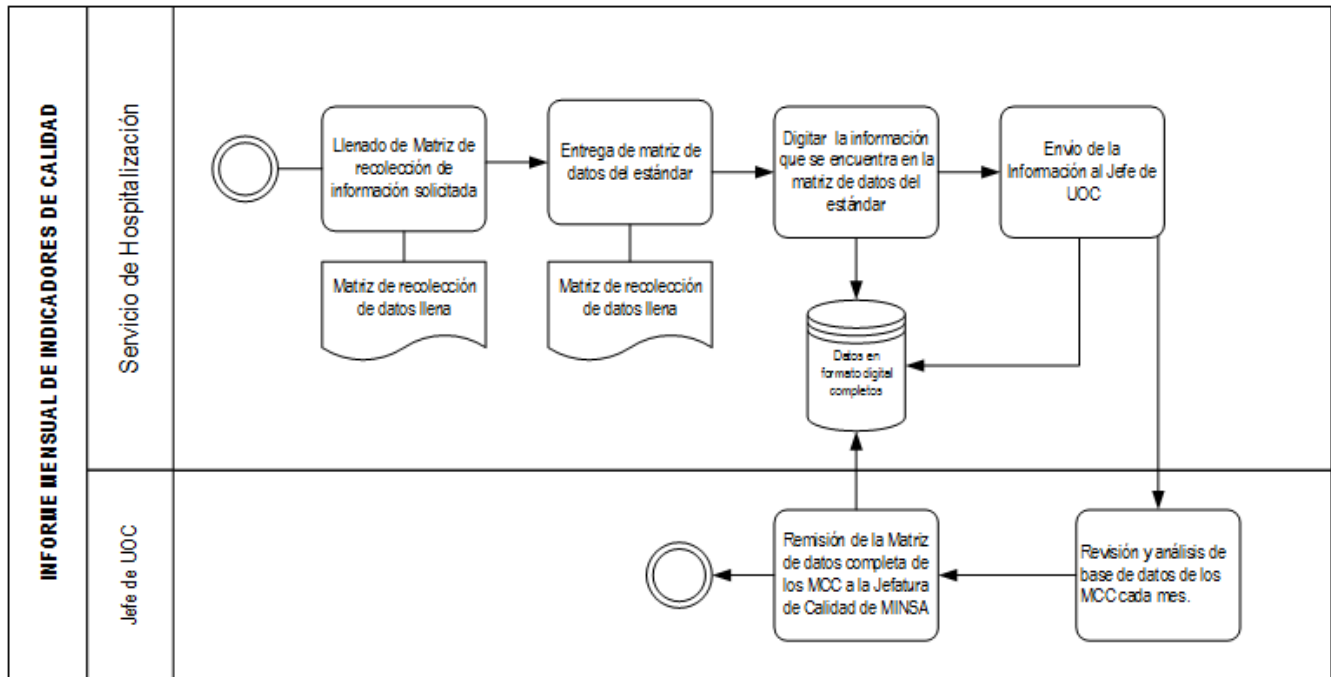 INFORME MENSUAL DE INDICADORES DE CALIDAD
Servicio de Hospitalización
Llenado de Matriz de
recolección de
información solicitada
Entrega de matriz de
datos del estándar
Digitar la información
que se encuentra en la
matriz de datos del
estándar
Envío de la
Información al Jefe de
UOC
Matriz de recolección
de datos llena
Matriz de recolección
de datos llena
Datos en
formato digital
completos
Jefe de UOC
Remisión de la Matriz
de datos completa de
los MCC a la Jefatura
de Calidad de MINSA
Revisión y análisis de
base de datos de los
MCC cada mes.